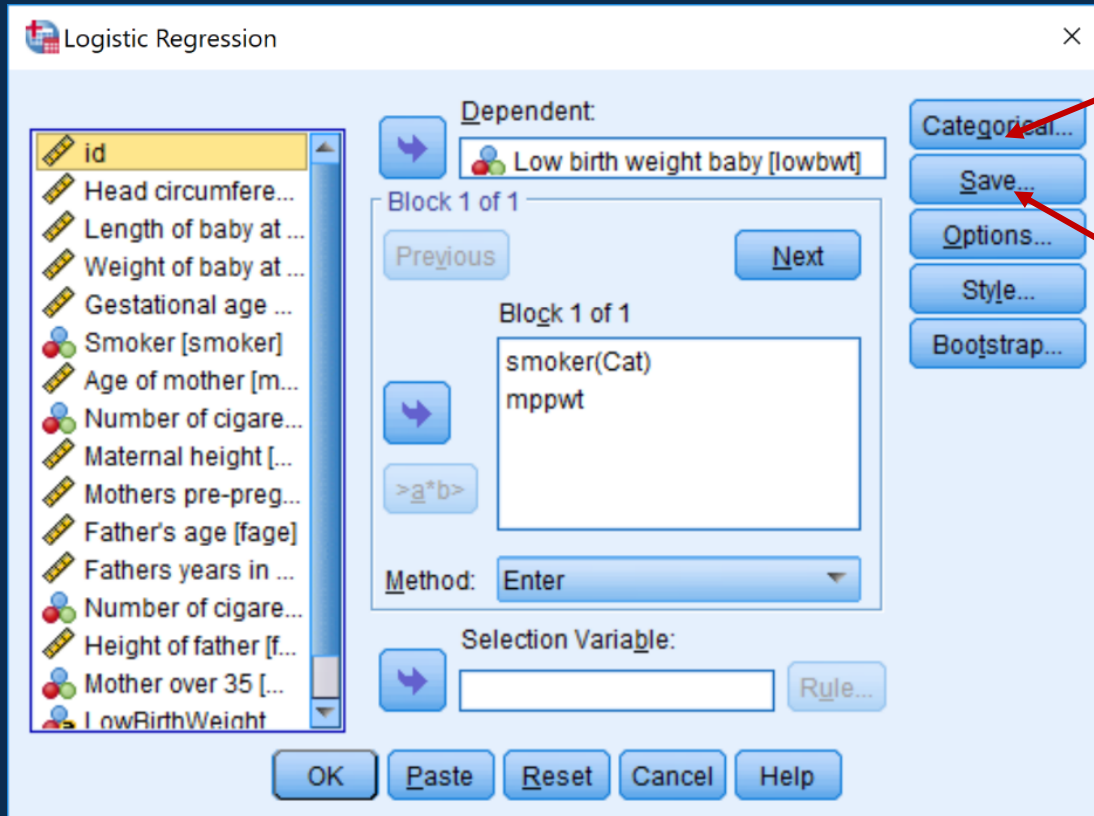 Logistic Regression
id
Head circumfere...
Length of baby at ...
Weight of baby at ...
Gestational age ...
Smoker [smoker]
Age of mother [m...
Number of cigare...
Maternal height [...
Mothers pre-preg...
Father's age [fage]
Fathers years in ...
Number of cigare...
Height of father [f...
Mother over 35 [...
LowBirthWeight
Dependent:
Low birth weight baby [lowbwt]
Block 1 of 1
Previous
Next
Block 1 of 1
smoker(Cat)
mppwt
>a*b>
Method: Enter
Selection Variable:
Rule...
Categorical...
Save...
Options...
Style...
Bootstrap...
OK Paste Reset Cancel Help